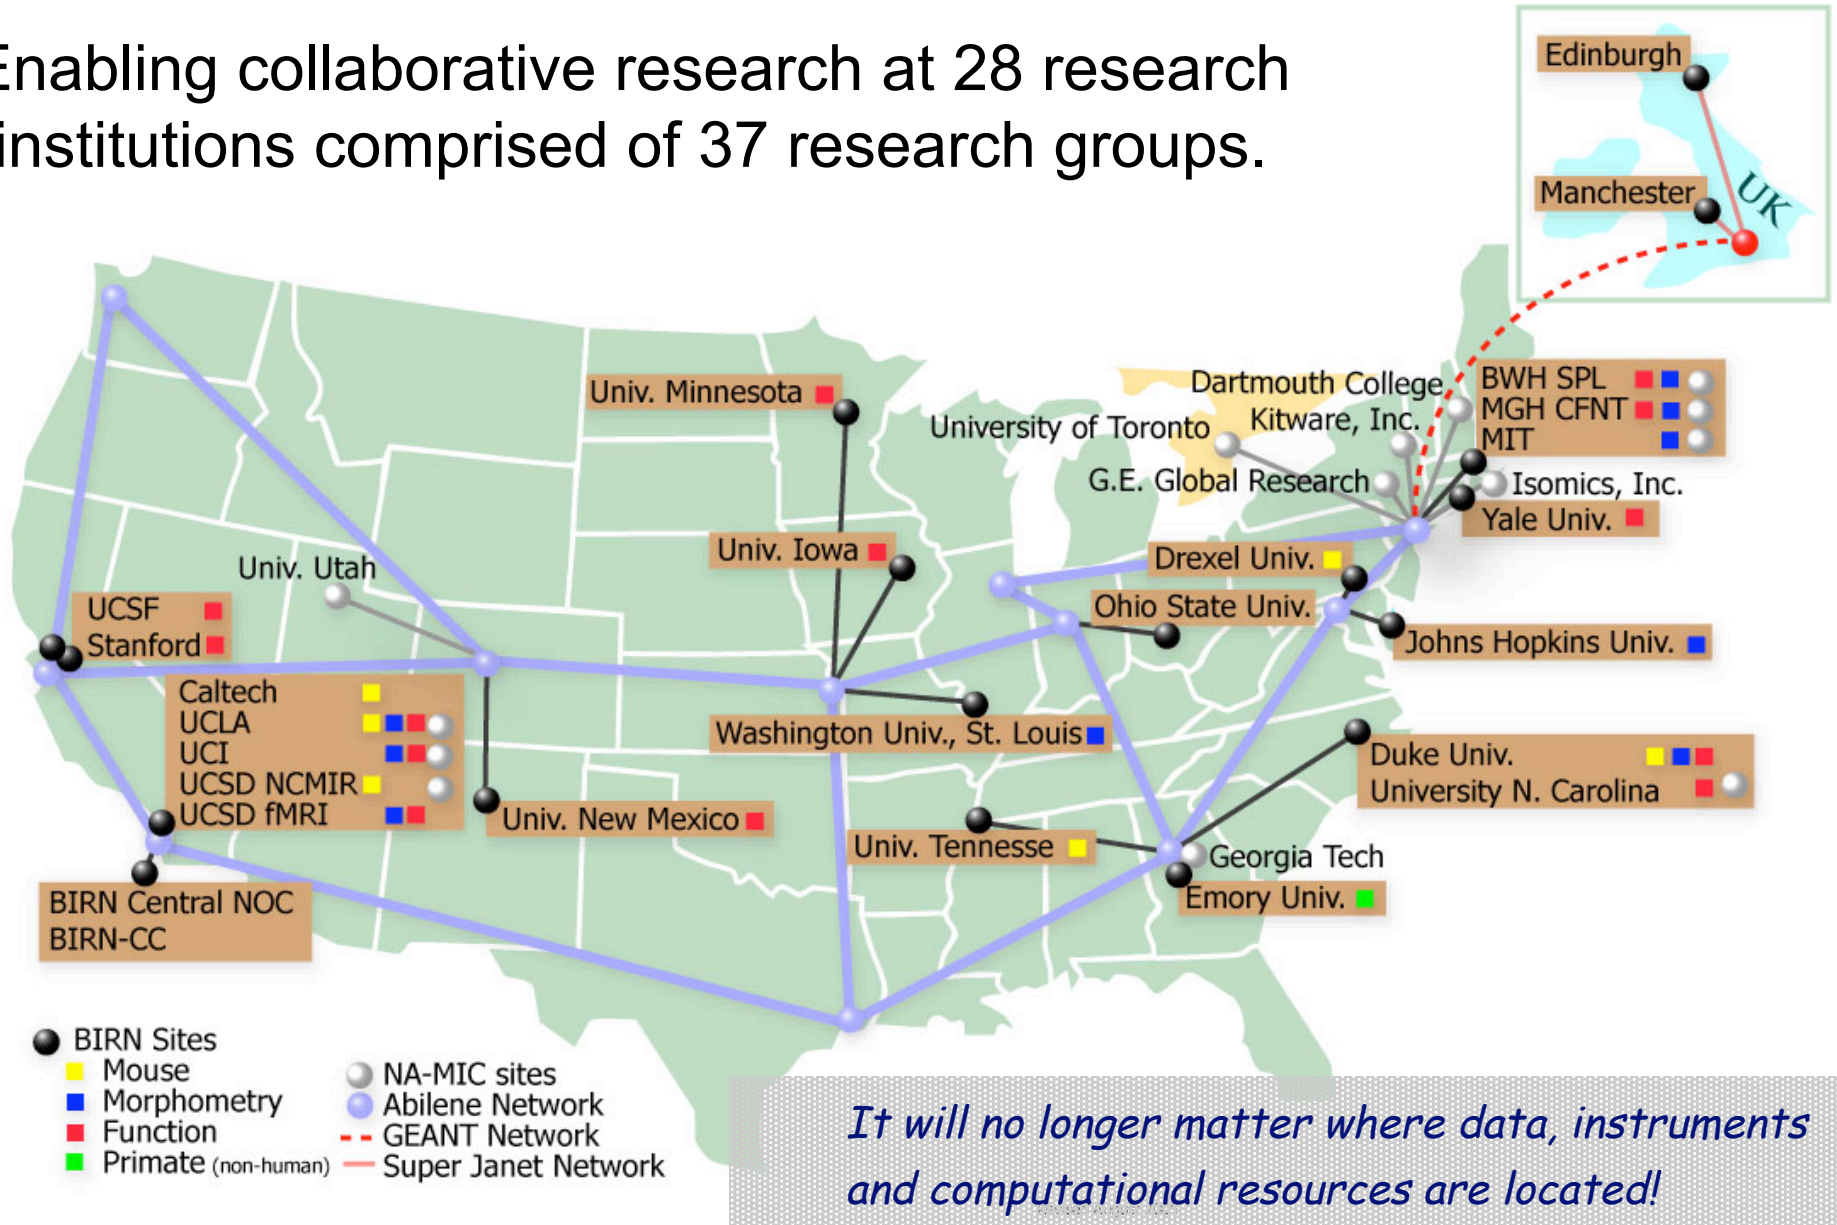 Enabling collaborative research at 28 research
institutions comprised of 37 research groups.
Edinburgh
Manchester
UK
Univ. Minnesota
Dartmouth College
Kitware, Inc.
University of Toronto
G.E. Global Research
BWH SPL
MGH CFNT
MIT
Isomics, Inc.
Yale Univ.
Univ. Iowa
Drexel Univ.
Ohio State Univ.
Johns Hopkins Univ.
Univ. Utah
UCSF
Stanford
Caltech
UCLA
UCI
UCSD NCMIR
UCSD fMRI
Washington Univ., St. Louis
Duke Univ.
University N. Carolina
Univ. New Mexico
Univ. Tennesse
Georgia Tech
Emory Univ.
BIRN Central NOC
BIRN-CC
BIRN Sites
Mouse
Morphometry
Function
Primate (non-human)
NA-MIC sites
Abilene Network
GEANT Network
Super Janet Network
It will no longer matter where data, instruments
and computational resources are located!